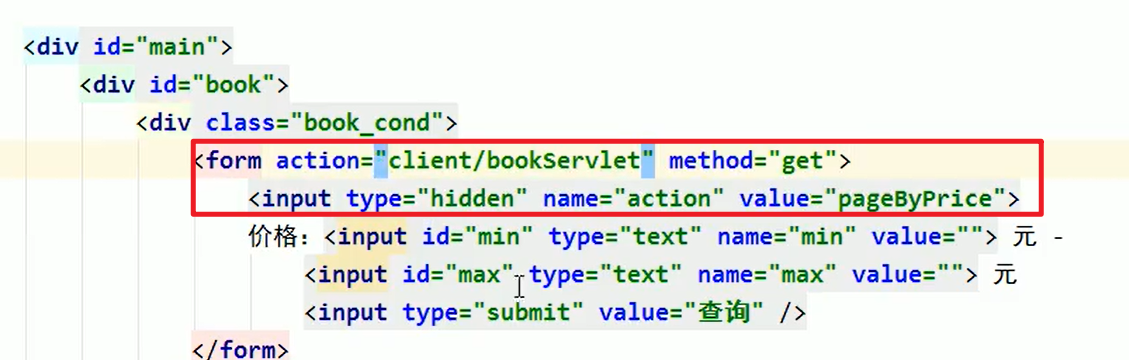 <div id="main">
<div id="book">
<div class="book_cond">
<form action="client/bookServlet" method="get">
<input type="hidden" name="action" value="pageByPrice">
价格：<input id="min" type="text" name="min" value=""> 元 -
<input id="max" type="text" name="max" value=""> 元
<input type="submit" value="查询" />
</form>